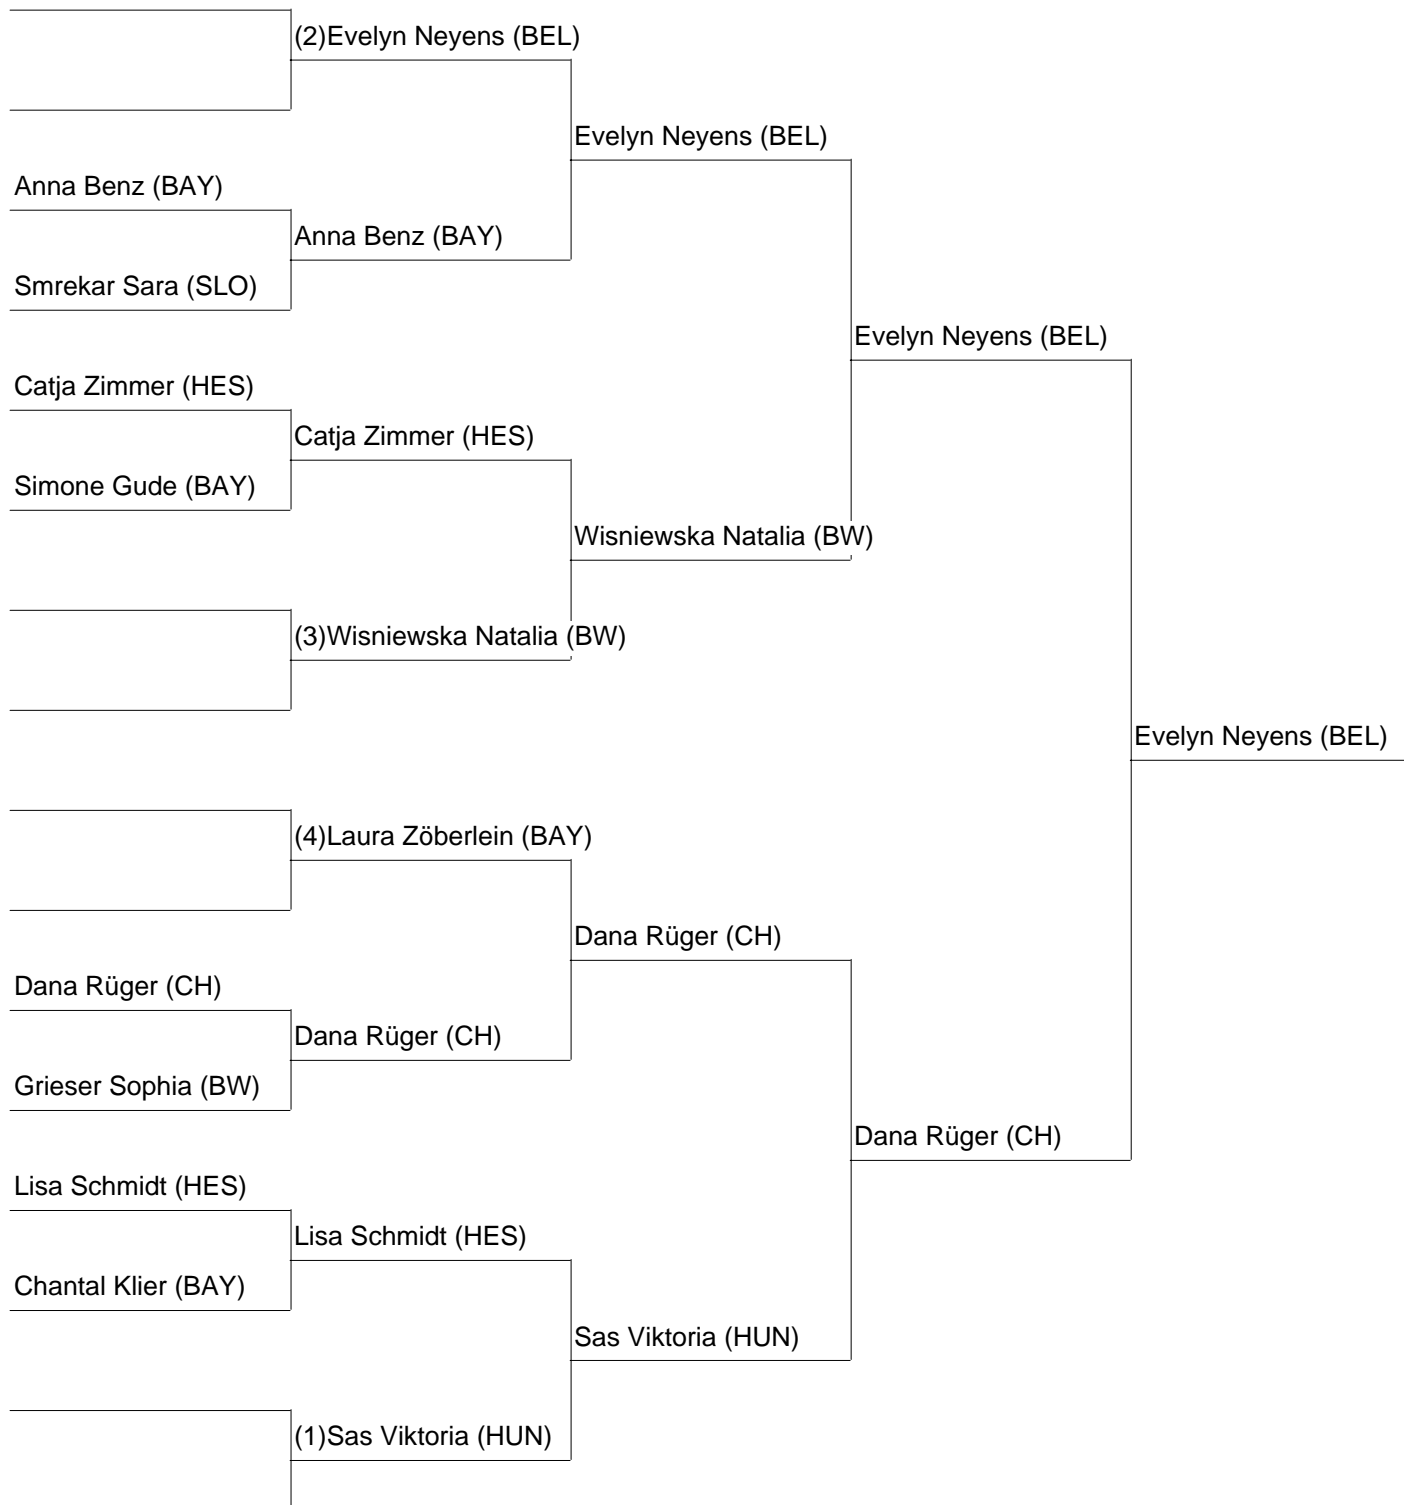 (2)Evelyn Neyens (BEL)
Evelyn Neyens (BEL)
Anna Benz (BAY)
Anna Benz (BAY)
Smrekar Sara (SLO)
Evelyn Neyens (BEL)
Catja Zimmer (HES)
Catja Zimmer (HES)
Simone Gude (BAY)
Wisniewska Natalia (BW)
(3)Wisniewska Natalia (BW)
Evelyn Neyens (BEL)
(4)Laura Zöberlein (BAY)
Dana Rüger (CH)
Dana Rüger (CH)
Dana Rüger (CH)
Grieser Sophia (BW)
Dana Rüger (CH)
Lisa Schmidt (HES)
Lisa Schmidt (HES)
Chantal Klier (BAY)
Sas Viktoria (HUN)
(1)Sas Viktoria (HUN)